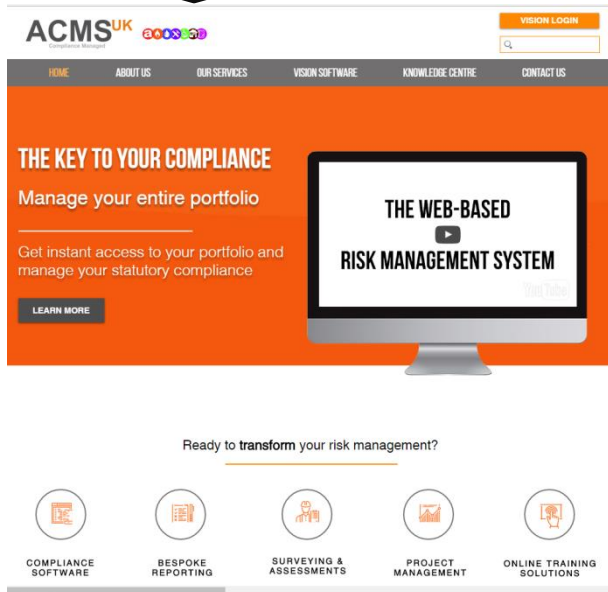 ACMSUK
Compliance Managed
VISION LOGIN
HOME ABOUT US OUR SERVICES VISION SOFTWARE KNOWLEDGE CENTRE CONTACT US
THE KEY TO YOUR COMPLIANCE
Manage your entire portfolio
Get instant access to your portfolio and
manage your statutory compliance
LEARN MORE
THE WEB-BASED
RISK MANAGEMENT SYSTEM
YouTube
Ready to transform your risk management?
COMPLIANCE
SOFTWARE
BESPOKE
REPORTING
SURVEYING &
ASSESSMENTS
PROJECT
MANAGEMENT
ONLINE TRAINING
SOLUTIONS